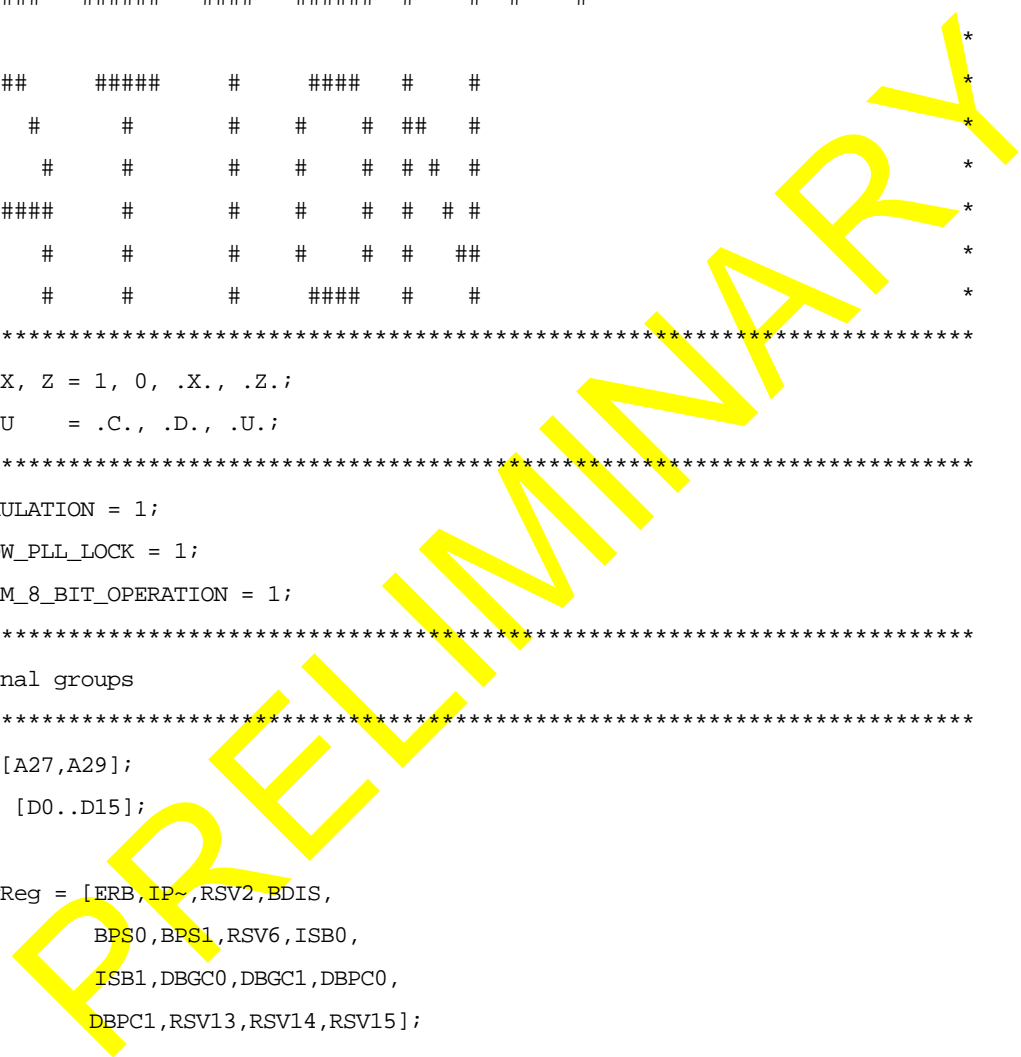 *
## ##### # #### # # *
# # # # # ## # *
# # # # # # # # *
#### # # # # # # # *
# # # # # # ## *
# # # #### # # *
************************************************************************
X, Z = 1, 0, .X., .Z.;
U = .C., .D., .U.;
************************************************************************
ULATION = 1;
W_PLL_LOCK = 1;
M_8_BIT_OPERATION = 1;
************************************************************************
nal groups
************************************************************************
[A27,A29];
[D0..D15];
Reg = [ERB,IP~,RSV2,BDIS,
BPS0,BPS1,RSV6,ISB0,
ISB1,DBGC0,DBGC1,DBPC0,
DBPC1,RSV13,RSV14,RSV15];
PRELIMINARY